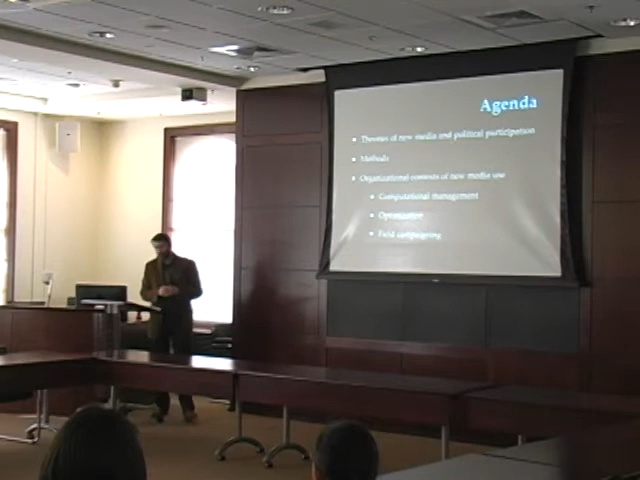 Agenda
Theories of new media and political participation
Methods
Organizational contexts of new media use
Computational management
Optimization
Field campaigning